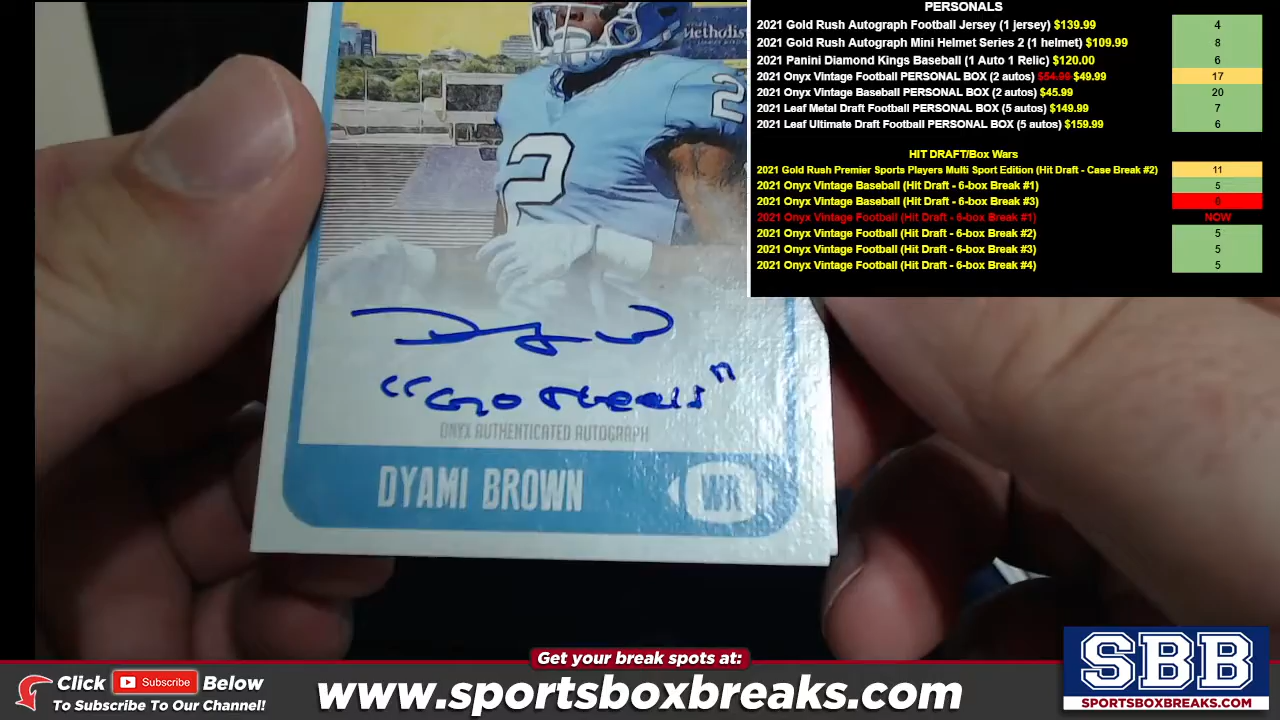 PERSONALS
2021 Gold Rush Autograph Football Jersey (1 jersey) $139.99 4
2021 Gold Rush Autograph Mini Helmet Series 2 (1 helmet) $109.99 8
2021 Panini Diamond Kings Baseball (1 Auto 1 Relic) $120.00 6
2021 Onyx Vintage Football PERSONAL BOX (2 autos) $54.99 $49.99 17
2021 Onyx Vintage Baseball PERSONAL BOX (2 autos) $45.99 20
2021 Leaf Metal Draft Football PERSONAL BOX (5 autos) $149.99 7
2021 Leaf Ultimate Draft Football PERSONAL BOX (5 autos) $159.99 6
HIT DRAFT/Box Wars
2021 Gold Rush Premier Sports Players Multi Sport Edition (Hit Draft - Case Break #2) 11
2021 Onyx Vintage Baseball (Hit Draft - 6-box Break #1) 5
2021 Onyx Vintage Baseball (Hit Draft - 6-box Break #3) 0
2021 Onyx Vintage Football (Hit Draft - 6-box Break #1) NOW
2021 Onyx Vintage Football (Hit Draft - 6-box Break #2) 5
2021 Onyx Vintage Football (Hit Draft - 6-box Break #3) 5
2021 Onyx Vintage Football (Hit Draft - 6-box Break #4) 5
Methodist
2
2
"Go Heels"
ONYX AUTHENTICATED AUTOGRAPH
DYAMI BROWN WR
Get your break spots at:
Click Subscribe Below
To Subscribe To Our Channel!
www.sportsboxbreaks.com
SBB
SPORTSBOXBREAKS.COM